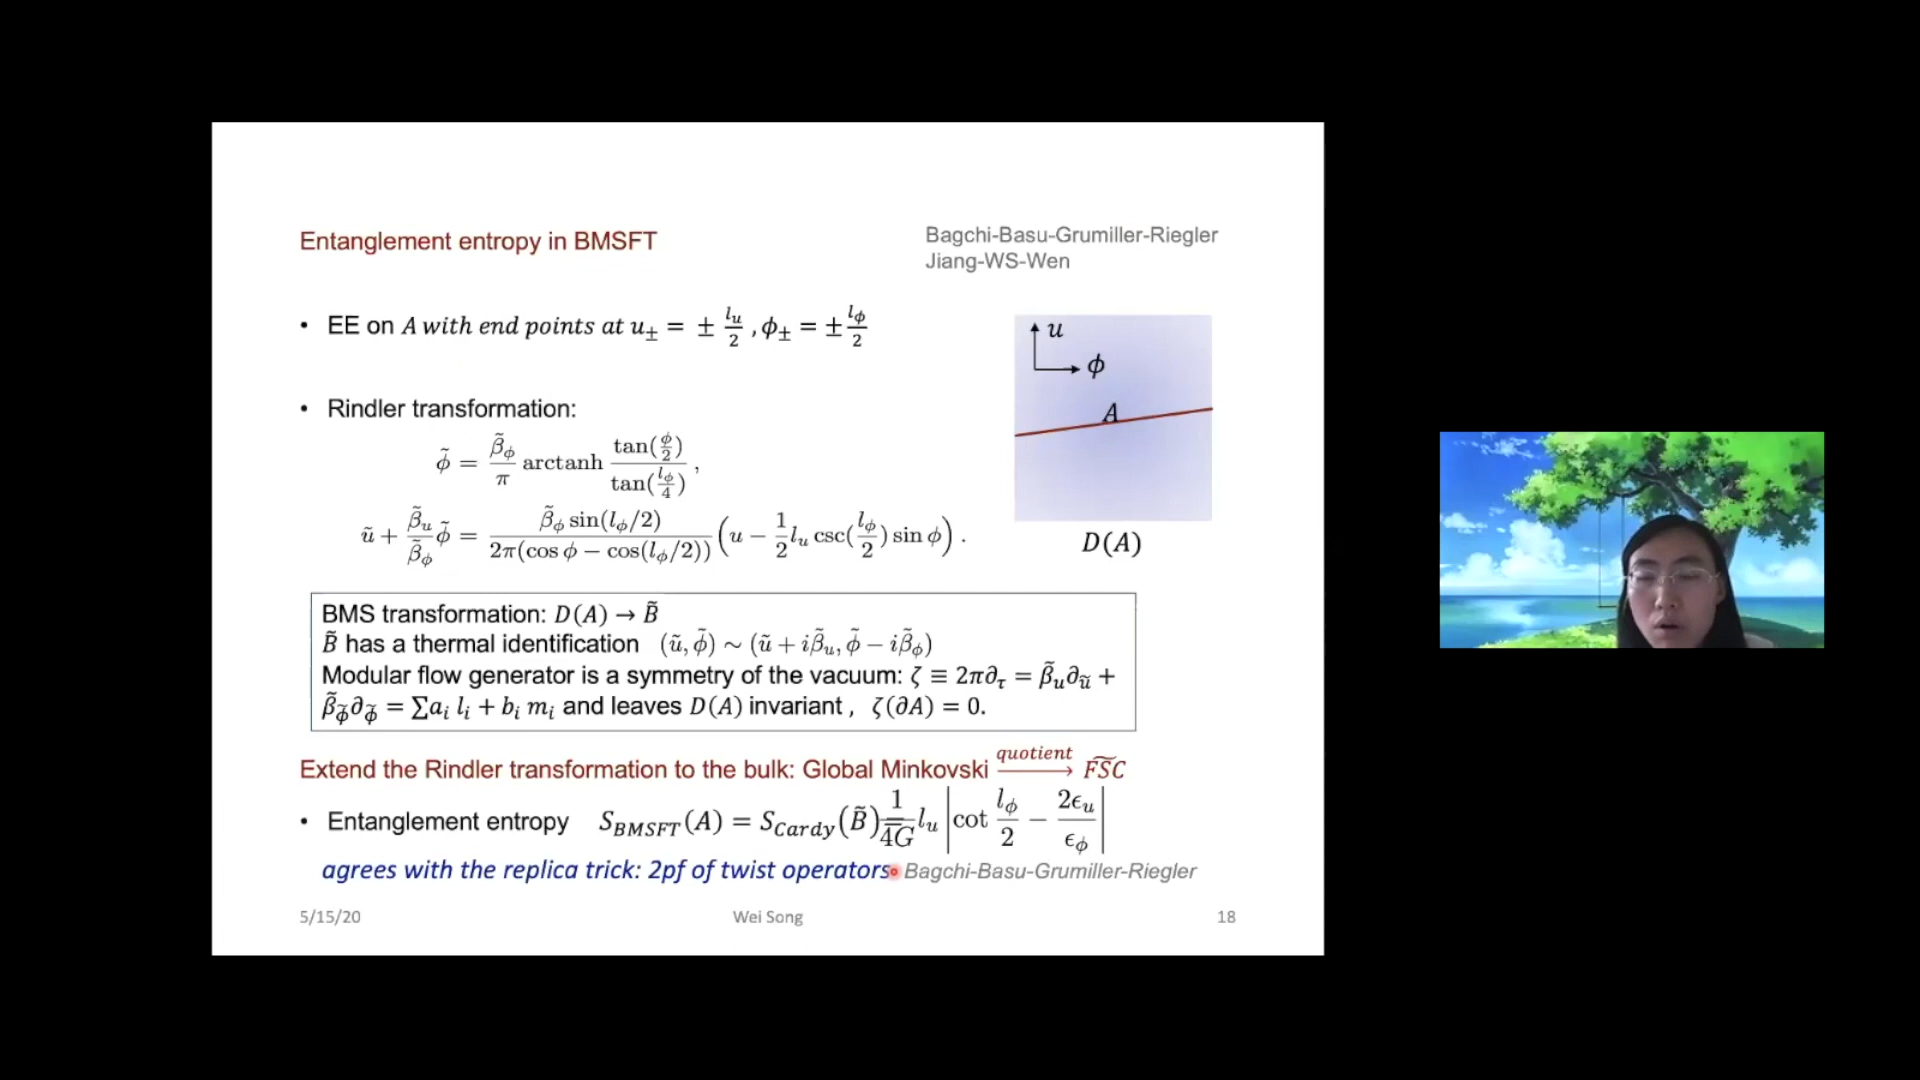 Entanglement entropy in BMSFT
Bagchi-Basu-Grumiller-Riegler
Jiang-WS-Wen
• EE on A with end points at u± = ± l_u/2 , ϕ± = ± l_ϕ/2
• Rindler transformation:
ϕ̃ = β̃_ϕ/π arctanh tan(ϕ/2)/tan(l_ϕ/4) ,
ũ + β̃_u/β̃_ϕ ϕ̃ = β̃_ϕ sin(l_ϕ/2)/2π(cos ϕ − cos(l_ϕ/2)) (u − 1/2 l_u csc(l_ϕ/2) sin ϕ) .
u
ϕ
A
D(A)
BMS transformation: D(A) → B̃
B̃ has a thermal identification (ũ, ϕ̃) ~ (ũ + iβ̃_u, ϕ̃ − iβ̃_ϕ)
Modular flow generator is a symmetry of the vacuum: ζ ≡ 2π∂_τ = β̃_u∂_ũ +
β̃_ϕ̃∂_ϕ̃ = ∑a_i l_i + b_i m_i and leaves D(A) invariant , ζ(∂A) = 0.
Extend the Rindler transformation to the bulk: Global Minkovski quotient→ F̃SC
• Entanglement entropy S_BMSFT(A) = S_Cardy(B̃) = 1/4G l_u |cot l_ϕ/2 − 2ϵ_u/ϵ_ϕ|
agrees with the replica trick: 2pf of twist operators Bagchi-Basu-Grumiller-Riegler
5/15/20
Wei Song
18